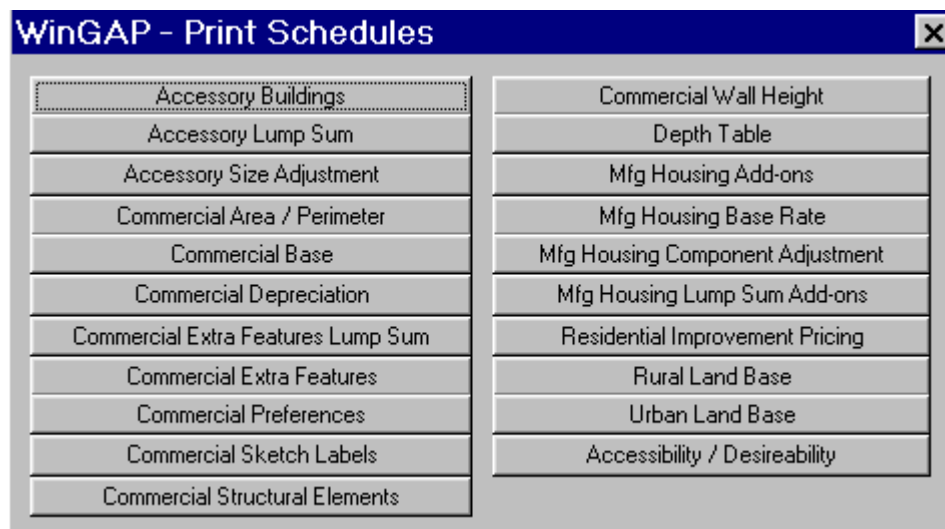 WinGAP - Print Schedules
Accessory Buildings
Accessory Lump Sum
Accessory Size Adjustment
Commercial Area / Perimeter
Commercial Base
Commercial Depreciation
Commercial Extra Features Lump Sum
Commercial Extra Features
Commercial Preferences
Commercial Sketch Labels
Commercial Structural Elements
Commercial Wall Height
Depth Table
Mfg Housing Add-ons
Mfg Housing Base Rate
Mfg Housing Component Adjustment
Mfg Housing Lump Sum Add-ons
Residential Improvement Pricing
Rural Land Base
Urban Land Base
Accessibility / Desireability